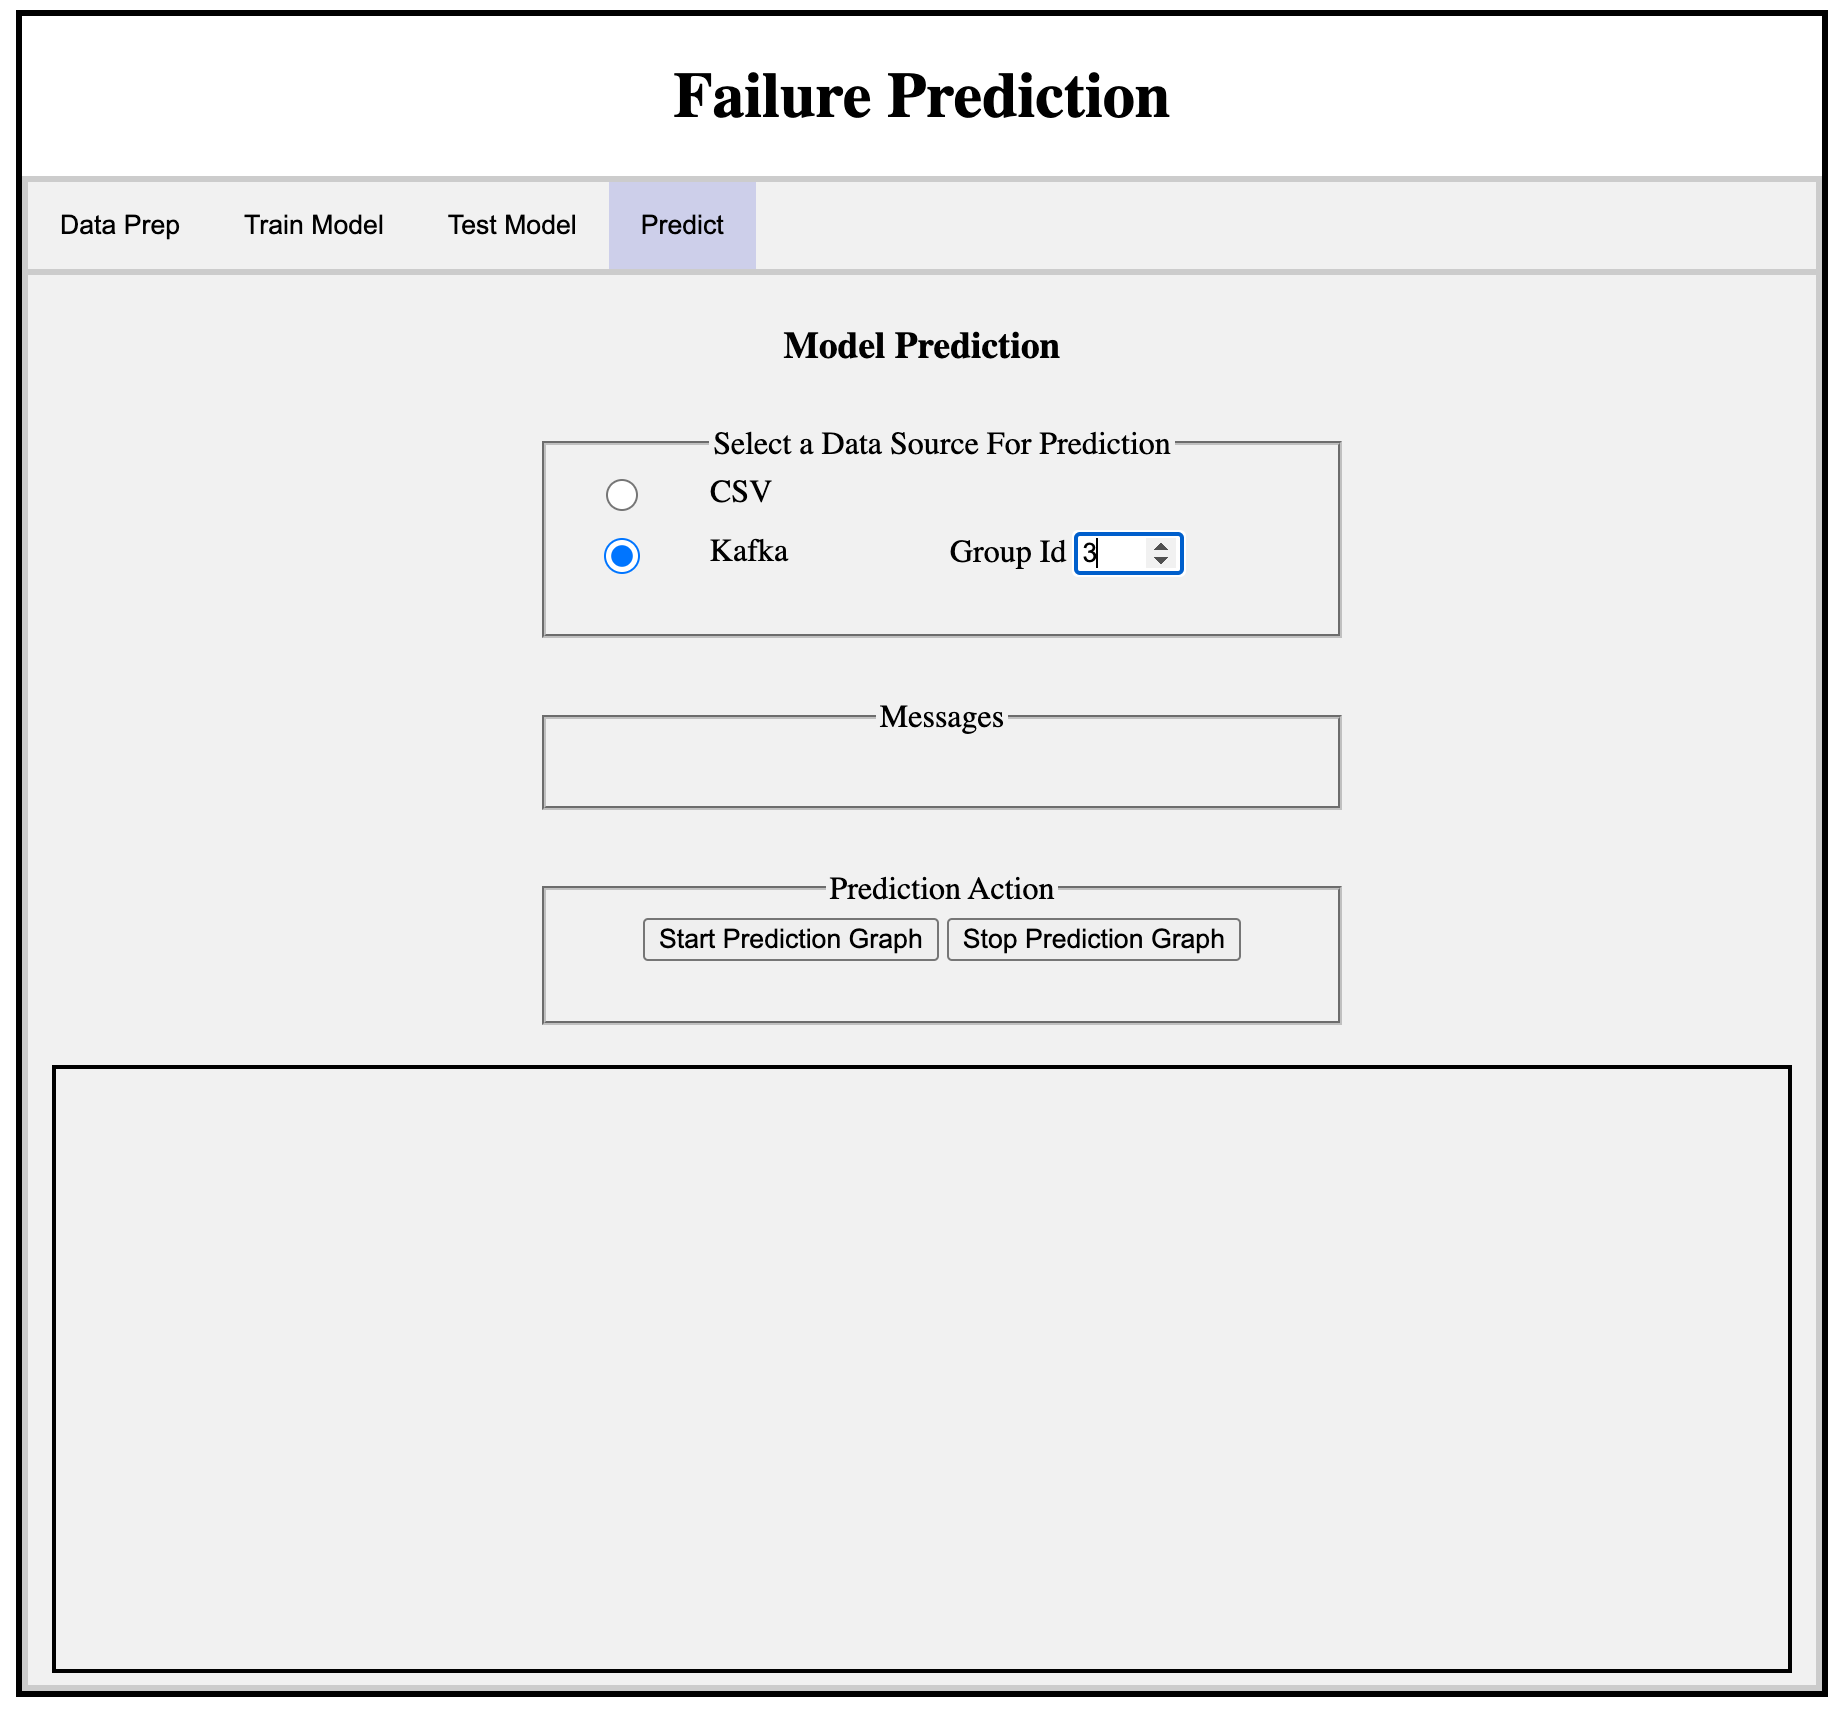 Failure Prediction
Data Prep Train Model Test Model Predict
Model Prediction
Select a Data Source For Prediction
CSV
Kafka Group Id 3
Messages
Prediction Action
Start Prediction Graph Stop Prediction Graph